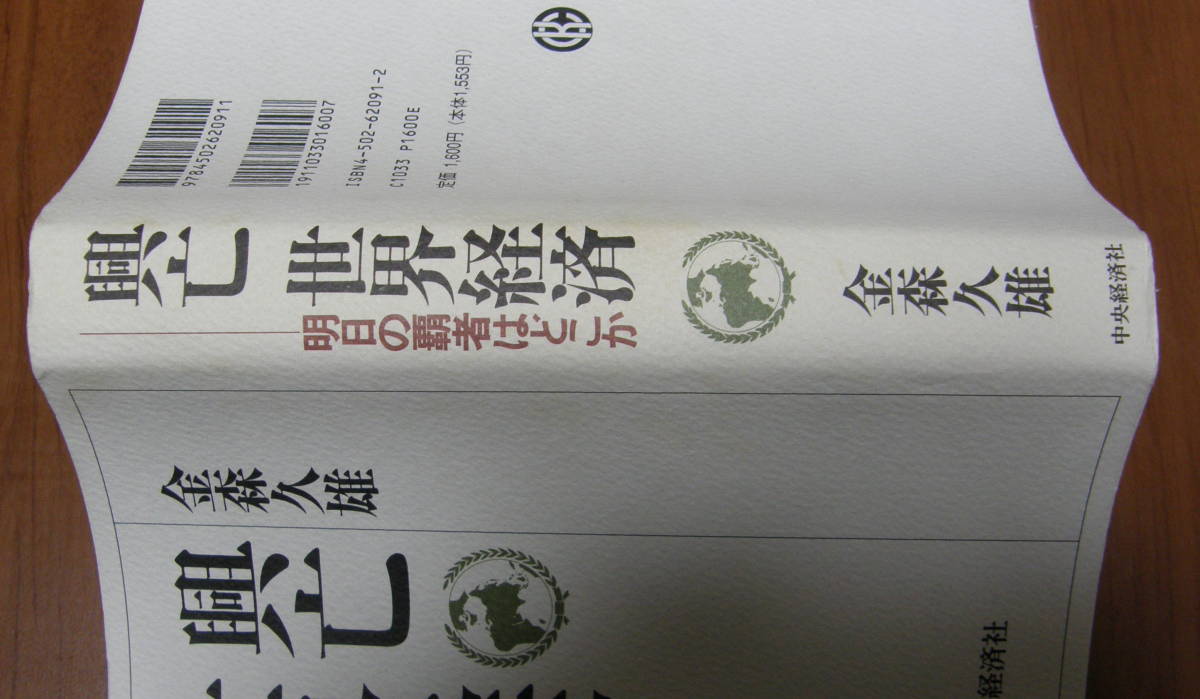 9784502620911
1911033016007
ISBN4-502-62091-2
C1033 P1600E
定価 1,600円(本体1,553円)
興亡 世界経済
明日の覇者はどこか
金森久雄
中央経済社
金森久雄
興亡
経済社